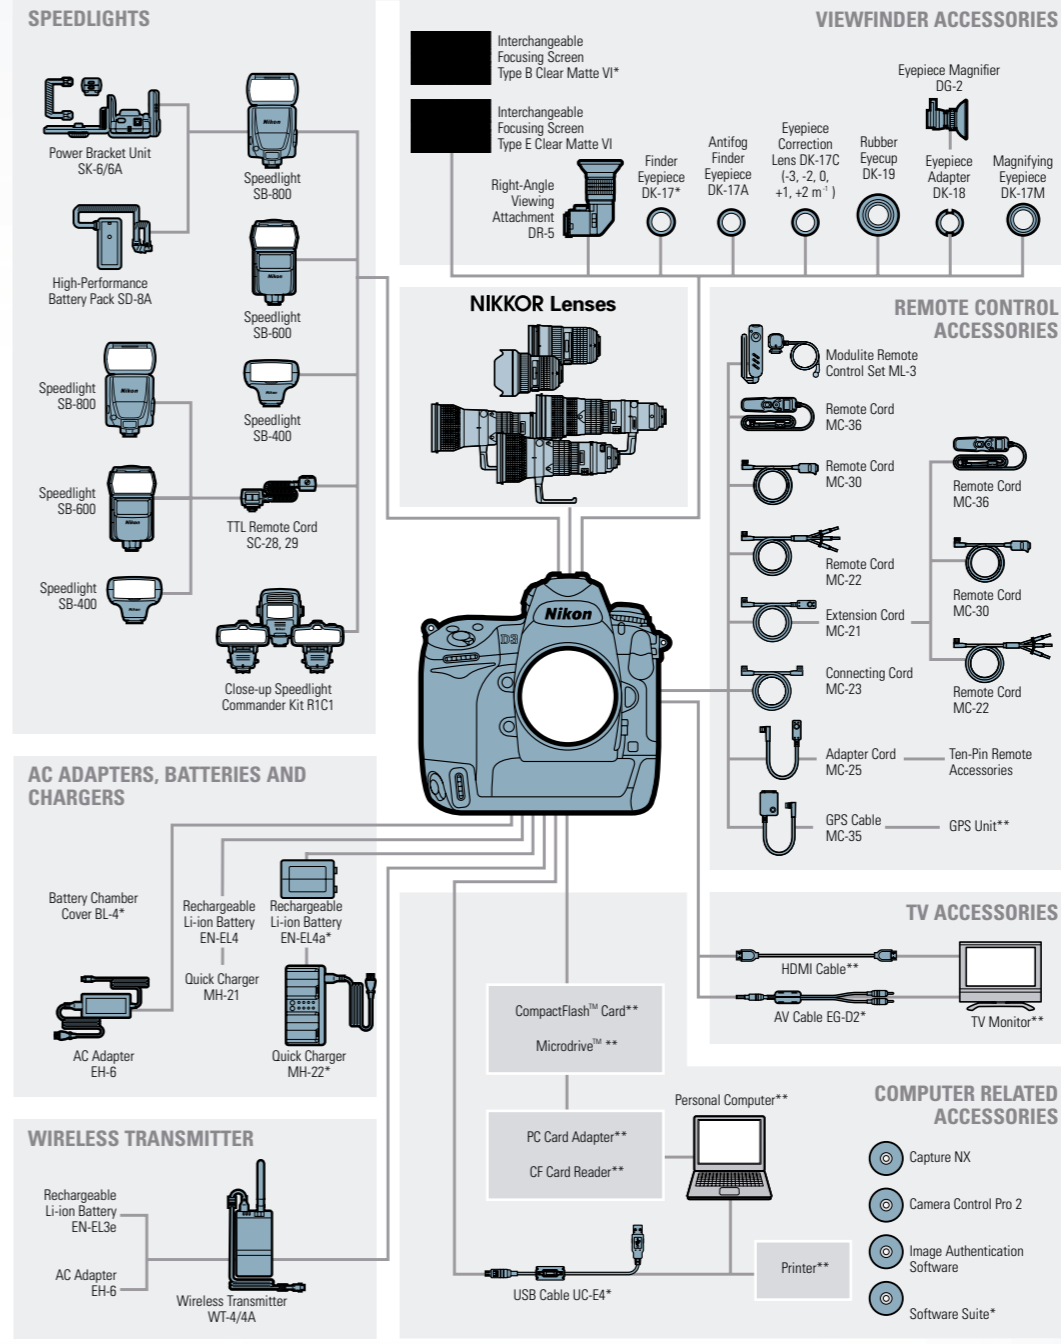 SPEEDLIGHTS
Power Bracket Unit
SK-6/6A
Nikon
Speedlight
SB-800
High-Performance
Battery Pack SD-8A
Nikon
Speedlight
SB-600
Speedlight
SB-800
Nikon
Speedlight
SB-400
Speedlight
SB-600
Nikon
TTL Remote Cord
SC-28, 29
Speedlight
SB-400
Close-up Speedlight
Commander Kit R1C1
VIEWFINDER ACCESSORIES
Interchangeable
Focusing Screen
Type B Clear Matte VI*
Interchangeable
Focusing Screen
Type E Clear Matte VI
Right-Angle
Viewing
Attachment
DR-5
Finder
Eyepiece
DK-17*
Antifog
Finder
Eyepiece
DK-17A
Eyepiece
Correction
Lens DK-17C
(-3, -2, 0,
+1, +2 m⁻¹ )
Rubber
Eyecup
DK-19
Eyepiece Magnifier
DG-2
Eyepiece
Adapter
DK-18
Magnifying
Eyepiece
DK-17M
NIKKOR Lenses
Nikon
D3
REMOTE CONTROL
ACCESSORIES
Modulite Remote
Control Set ML-3
Remote Cord
MC-36
Remote Cord
MC-30
Remote Cord
MC-22
Extension Cord
MC-21
Remote Cord
MC-36
Remote Cord
MC-30
Remote Cord
MC-22
Connecting Cord
MC-23
Adapter Cord
MC-25
Ten-Pin Remote
Accessories
GPS Cable
MC-35
GPS Unit**
AC ADAPTERS, BATTERIES AND
CHARGERS
Battery Chamber
Cover BL-4*
Rechargeable
Li-ion Battery
EN-EL4
Rechargeable
Li-ion Battery
EN-EL4a*
Quick Charger
MH-21
AC Adapter
EH-6
Quick Charger
MH-22*
TV ACCESSORIES
HDMI Cable**
AV Cable EG-D2*
TV Monitor**
WIRELESS TRANSMITTER
Rechargeable
Li-ion Battery
EN-EL3e
AC Adapter
EH-6
Wireless Transmitter
WT-4/4A
CompactFlash™ Card**
Microdrive™ **
PC Card Adapter**
CF Card Reader**
Personal Computer**
USB Cable UC-E4*
Printer**
COMPUTER RELATED
ACCESSORIES
Capture NX
Camera Control Pro 2
Image Authentication
Software
Software Suite*